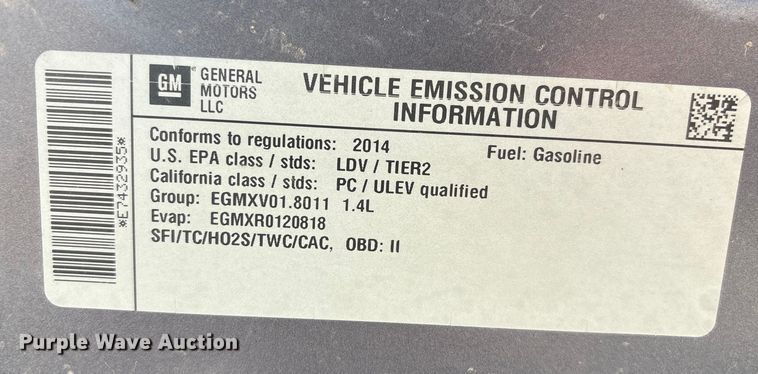 *E7432935*
GM
GENERAL
MOTORS
LLC
VEHICLE EMISSION CONTROL
INFORMATION
Conforms to regulations: 2014 Fuel: Gasoline
U.S. EPA class / stds: LDV / TIER2
California class / stds: PC / ULEV qualified
Group: EGMXV01.8011 1.4L
Evap: EGMXR0120818
SFI/TC/HO2S/TWC/CAC, OBD: II
Purple Wave Auction